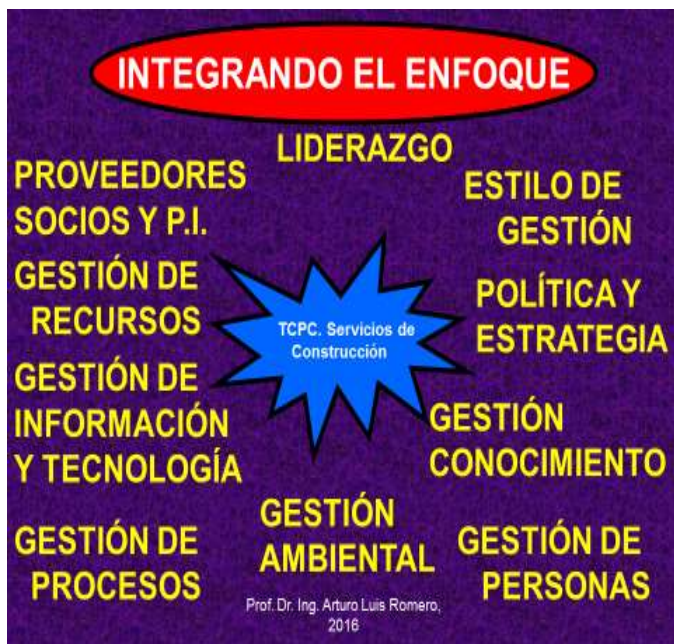 INTEGRANDO EL ENFOQUE
LIDERAZGO
PROVEEDORES
SOCIOS Y P.I.
ESTILO DE
GESTIÓN
GESTIÓN DE
RECURSOS
POLÍTICA Y
ESTRATEGIA
TCPC. Servicios de
Construcción
GESTIÓN DE
INFORMACIÓN
Y TECNOLOGÍA
GESTIÓN
CONOCIMIENTO
GESTIÓN DE
PROCESOS
GESTIÓN
AMBIENTAL
GESTIÓN DE
PERSONAS
Prof. Dr. Ing. Arturo Luis Romero,
2016